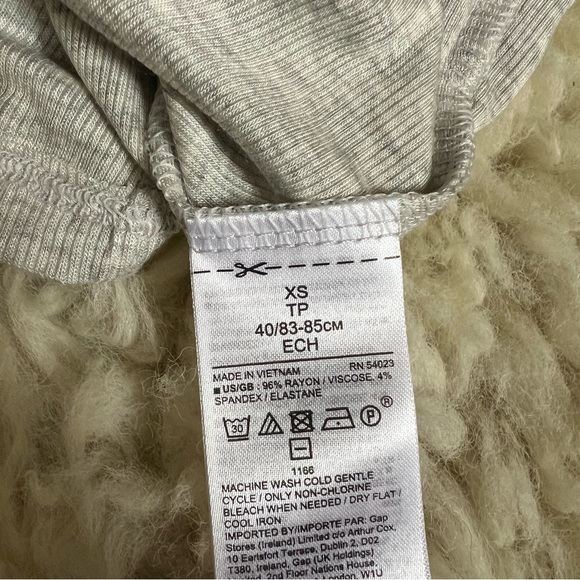 XS
TP
40/83-85CM
ECH
MADE IN VIETNAM RN 54023
■ US/GB : 96% RAYON / VISCOSE, 4%
SPANDEX / ELASTANE
30 P ®
1166
MACHINE WASH COLD GENTLE
CYCLE / ONLY NON-CHLORINE
BLEACH WHEN NEEDED / DRY FLAT /
COOL IRON
IMPORTED BY/IMPORTE PAR: Gap
Stores (Ireland) Limited c/o Arthur Cox,
10 Earlsfort Terrace, Dublin 2, D02
T380, Ireland, Gap (UK Holdings)
Limited, 2nd Floor Nations House,
London, W1U